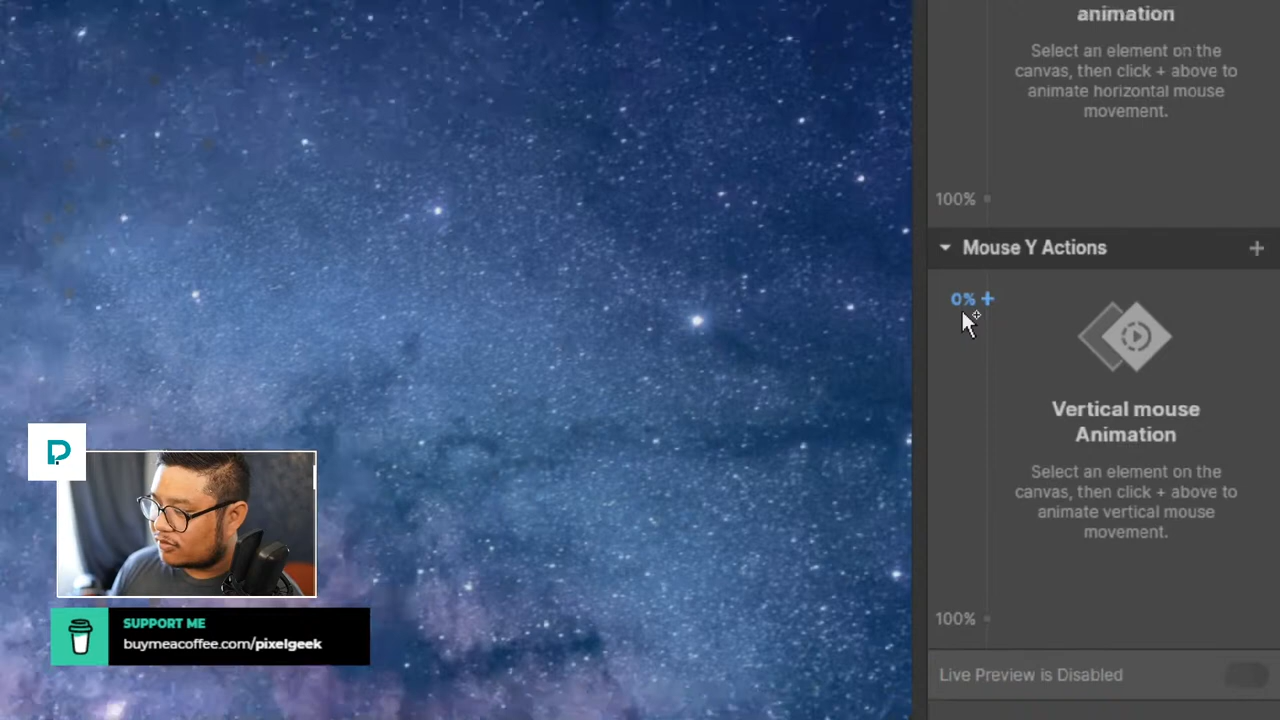 animation
Select an element on the
canvas, then click + above to
animate horizontal mouse
movement.
100%
Mouse Y Actions
0% +
Vertical mouse
Animation
Select an element on the
canvas, then click + above to
animate vertical mouse
movement.
100%
Live Preview is Disabled
SUPPORT ME
buymeacoffee.com/pixelgeek